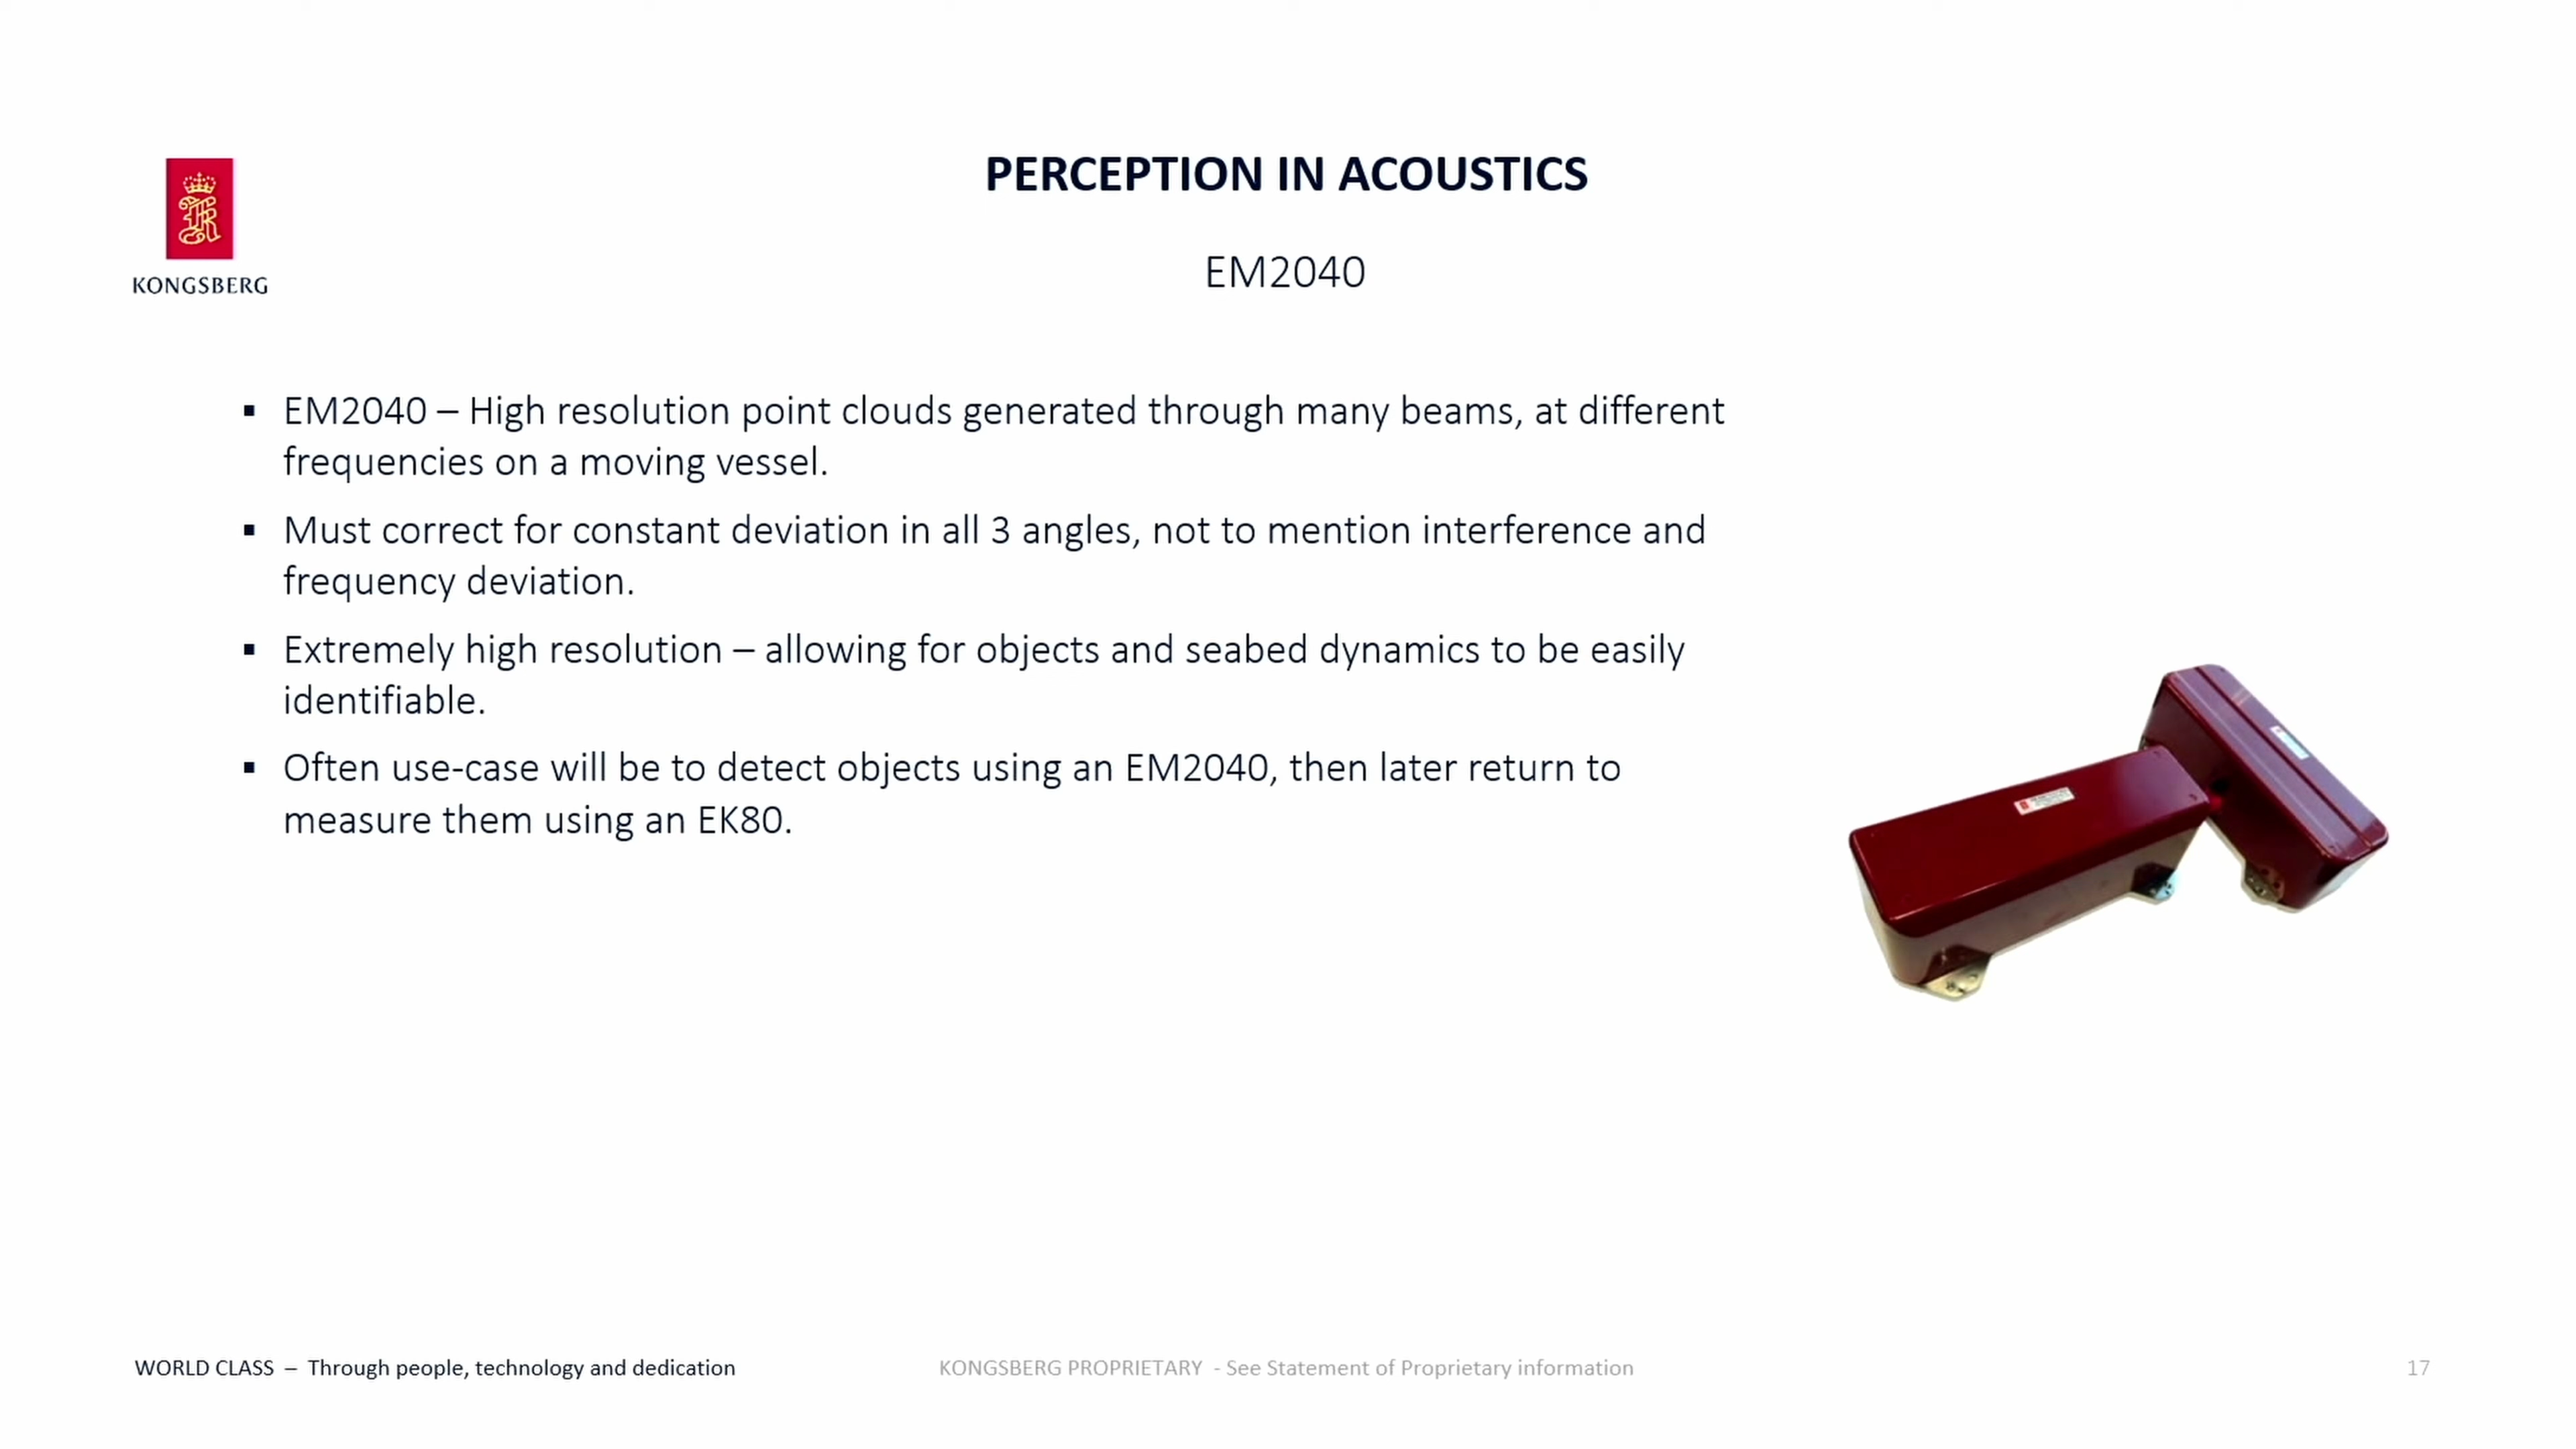 KONGSBERG
PERCEPTION IN ACOUSTICS
EM2040
▪ EM2040 – High resolution point clouds generated through many beams, at different
frequencies on a moving vessel.
▪ Must correct for constant deviation in all 3 angles, not to mention interference and
frequency deviation.
▪ Extremely high resolution – allowing for objects and seabed dynamics to be easily
identifiable.
▪ Often use-case will be to detect objects using an EM2040, then later return to
measure them using an EK80.
WORLD CLASS – Through people, technology and dedication
KONGSBERG PROPRIETARY - See Statement of Proprietary information
17